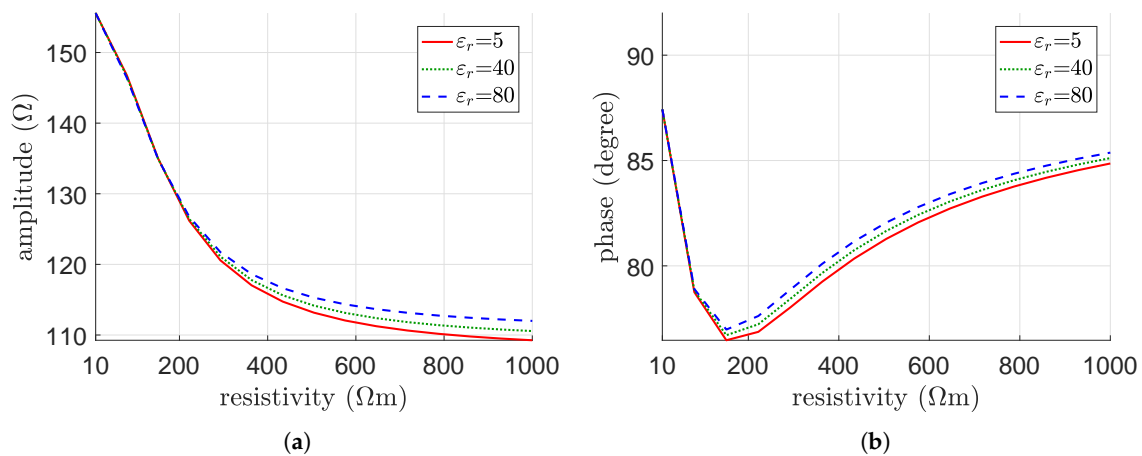 150
140
130
120
110
10
200
400
600
800
1000
amplitude (Ω)
resistivity (Ωm)
εr=5
εr=40
εr=80
(a)
90
85
80
10
200
400
600
800
1000
phase (degree)
resistivity (Ωm)
εr=5
εr=40
εr=80
(b)